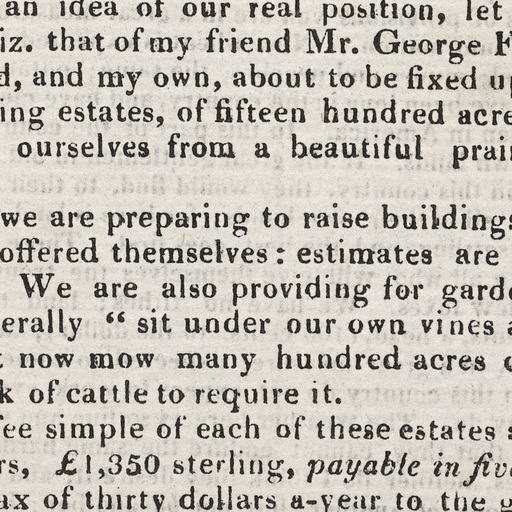 an idea of our real position, let
iz. that of my friend Mr. George F
d, and my own, about to be fixed up
ing estates, of fifteen hundred acre
ourselves from a beautiful prair
we are preparing to raise buildings
offered themselves: estimates are
We are also providing for garde
erally “ sit under our own vines a
now mow many hundred acres o
k of cattle to require it.
ee simple of each of these estates a
rs, £1,350 sterling, payable in five
ax of thirty dollars a-year to the g